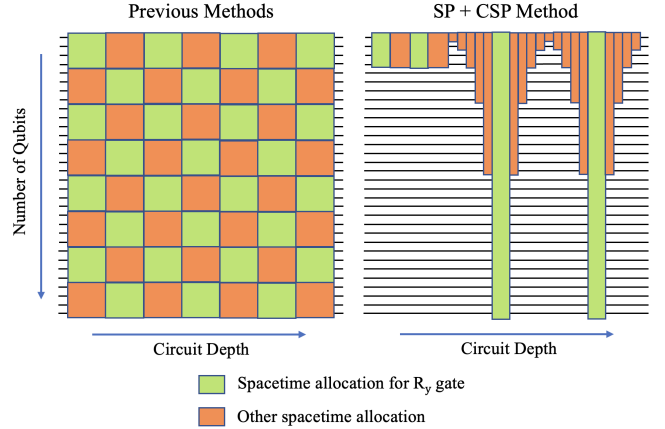 Previous Methods
SP + CSP Method
Number of Qubits
Circuit Depth
Circuit Depth
Spacetime allocation for Ry gate
Other spacetime allocation